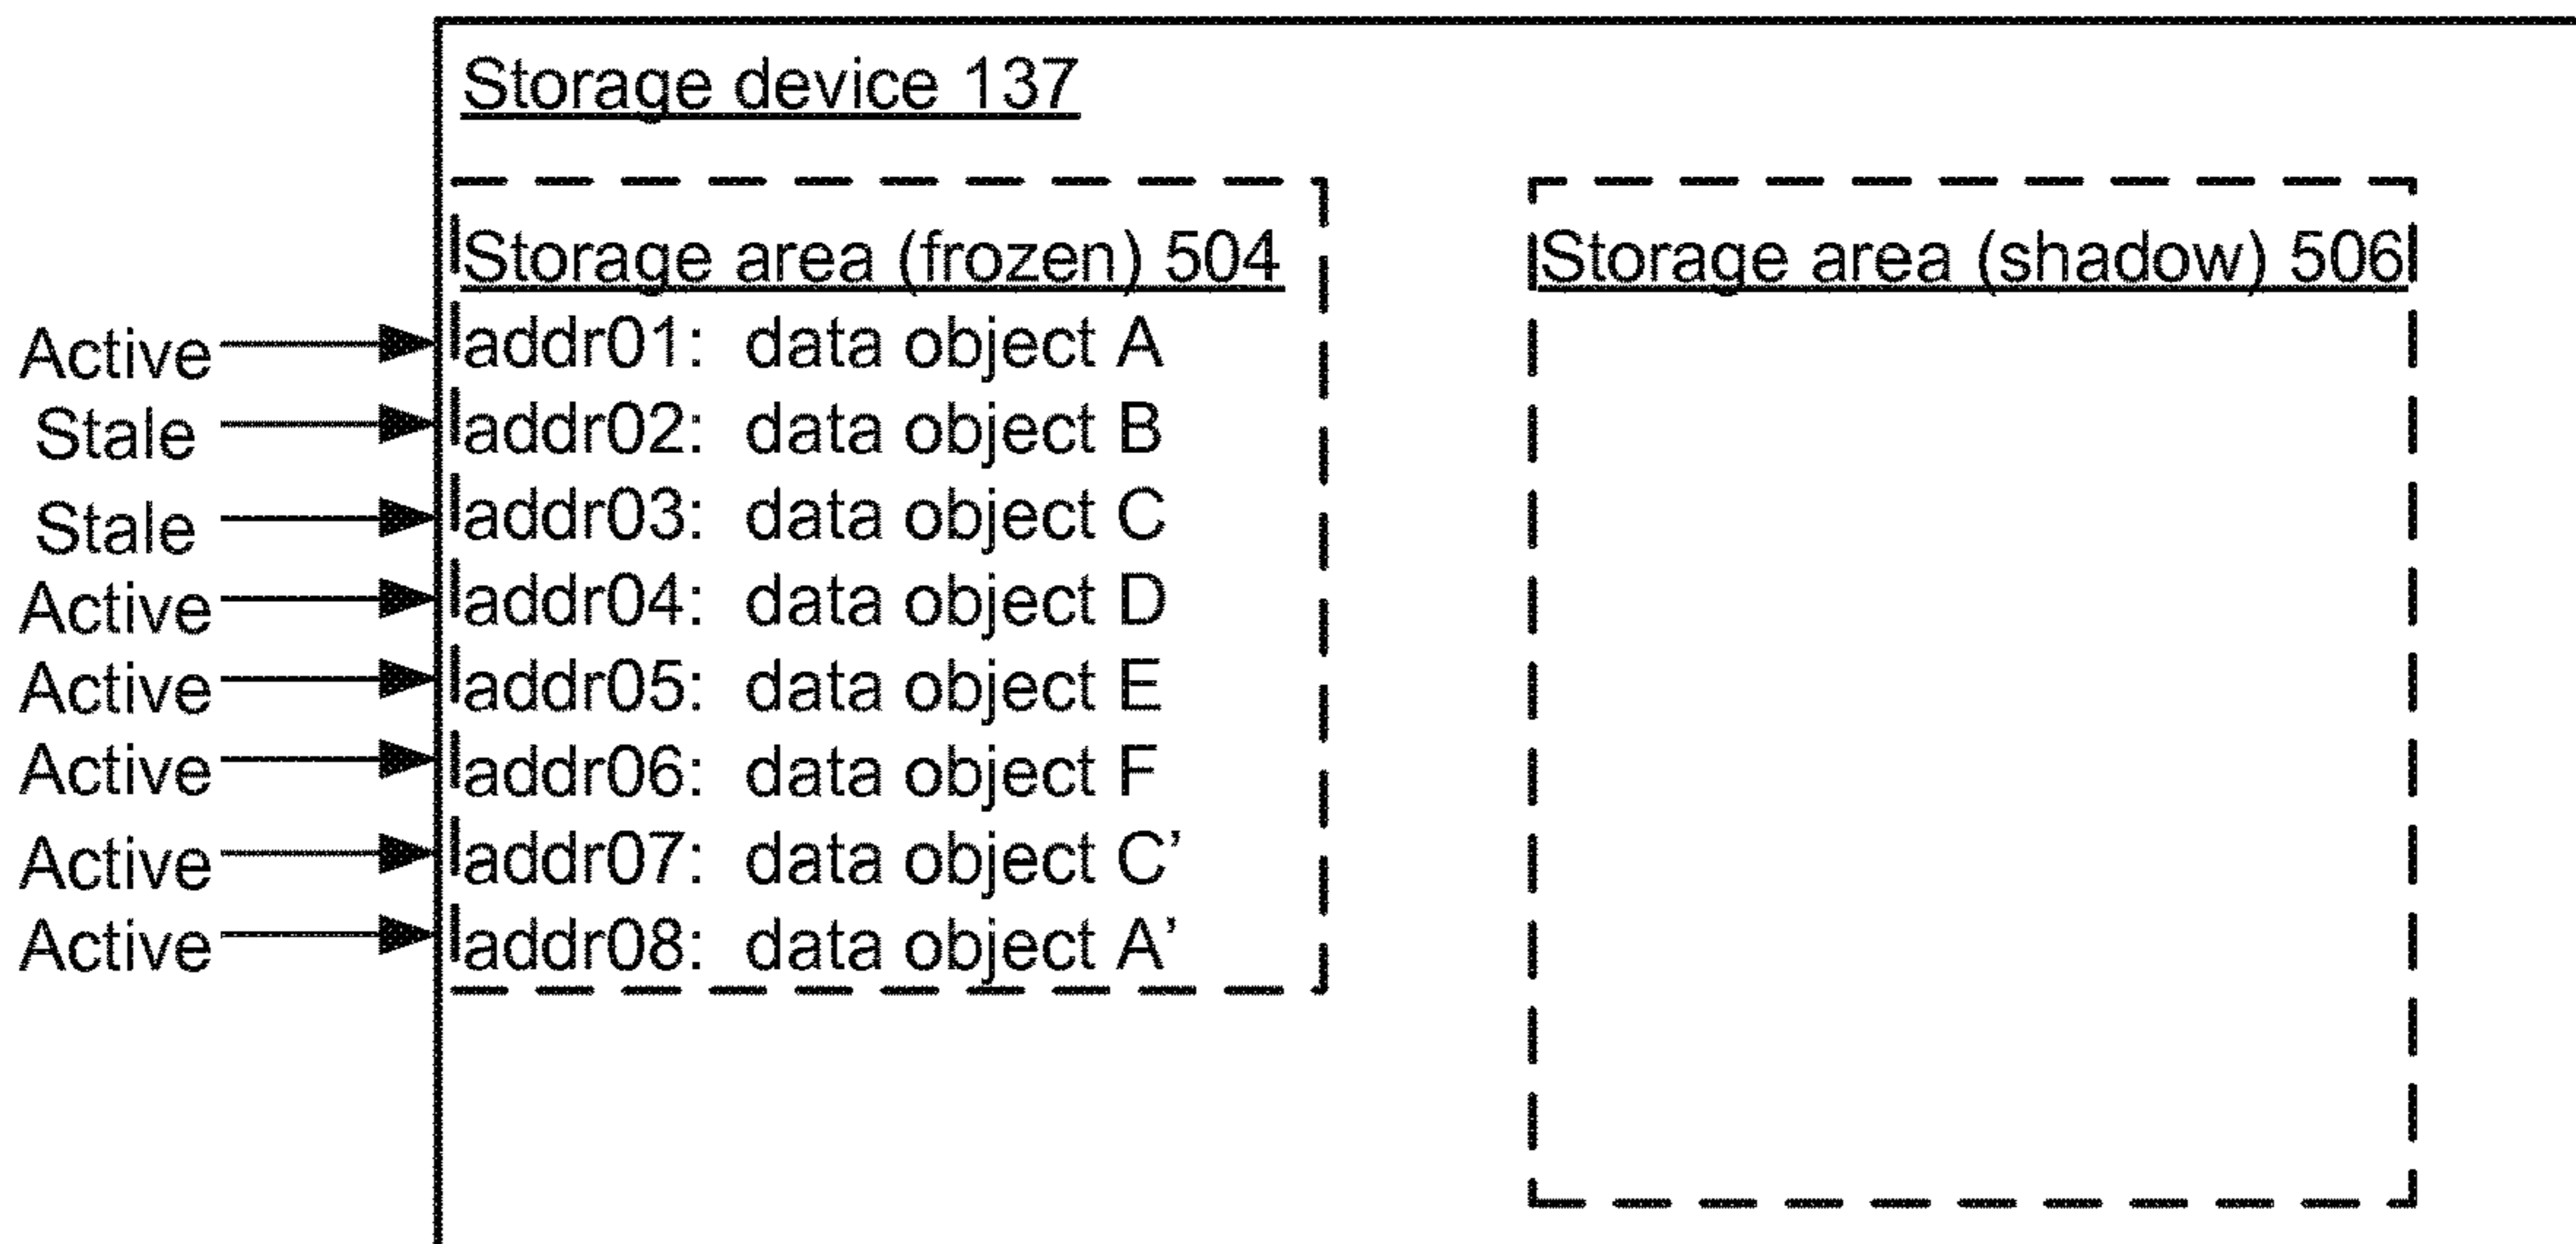 Storage device 137
Storage area (frozen) 504
Storage area (shadow) 506
Active addr01: data object A
Stale addr02: data object B
Stale addr03: data object C
Active addr04: data object D
Active addr05: data object E
Active addr06: data object F
Active addr07: data object C’
Active addr08: data object A’